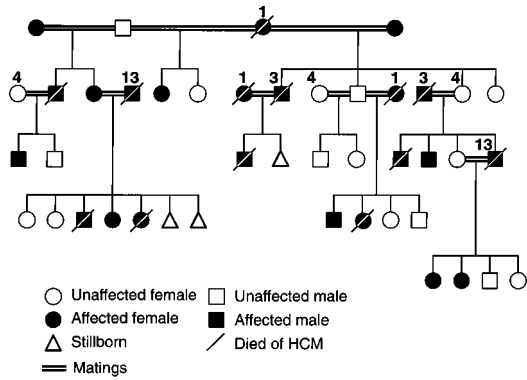 1
4 13 1 3 4 1 3 4
13
Unaffected female Unaffected male
Affected female Affected male
Stillborn Died of HCM
Matings